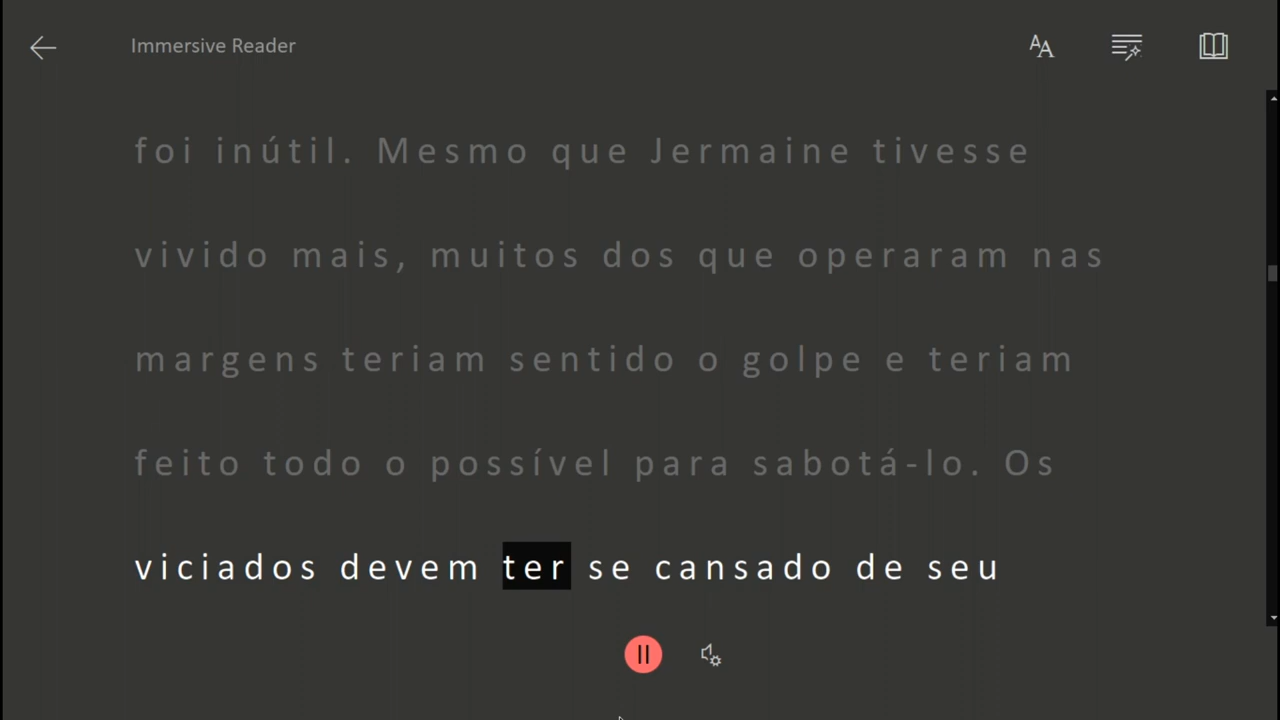 Immersive Reader
foi inútil. Mesmo que Jermaine tivesse
vivido mais, muitos dos que operaram nas
margens teriam sentido o golpe e teriam
feito todo o possível para sabotá-lo. Os
viciados devem ter se cansado de seu